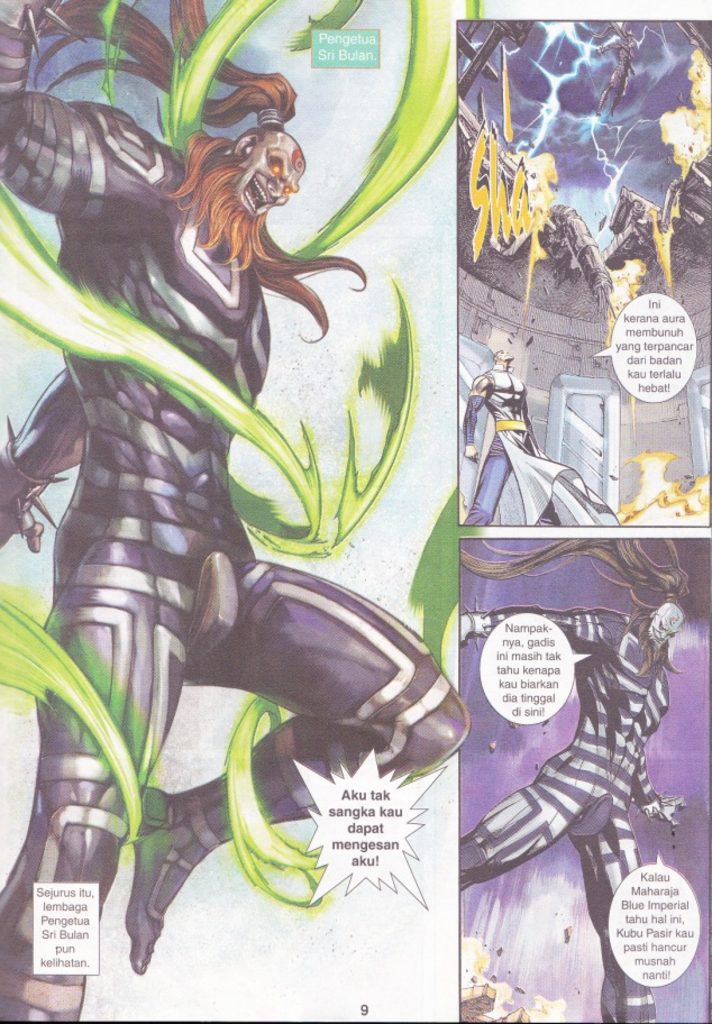 Pengetua
Sri Bulan.
Sha
Ini
kerana aura
membunuh
yang terpancar
dari badan
kau terlalu
hebat!
Nampak-
nya, gadis
ini masih tak
tahu kenapa
kau biarkan
dia tinggal
di sini!
Aku tak
sangka kau
dapat
mengesan
aku!
Sejurus itu,
lembaga
Pengetua
Sri Bulan
pun
kelihatan.
Kalau
Maharaja
Blue Imperial
tahu hal ini,
Kubu Pasir kau
pasti hancur
musnah
nanti!
9